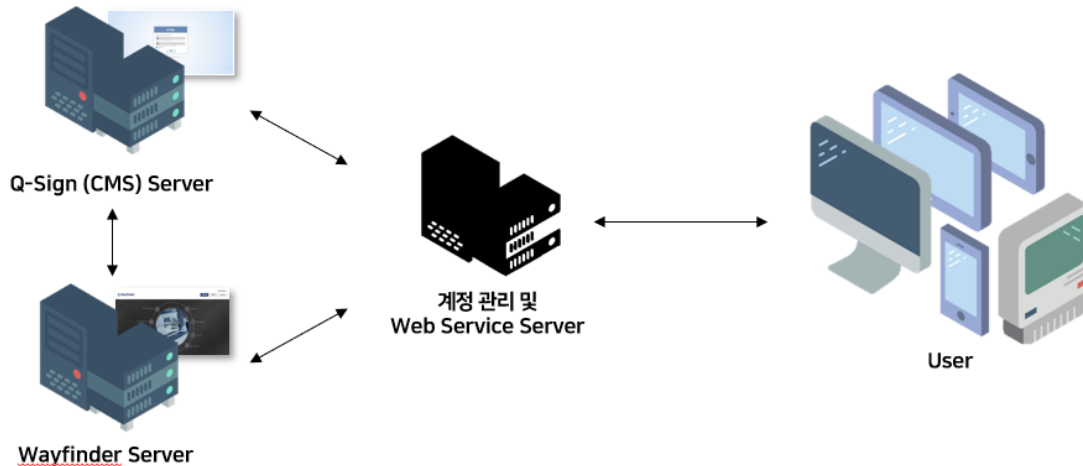 Q-Sign (CMS) Server
계정 관리 및
Web Service Server
User
Wayfinder Server